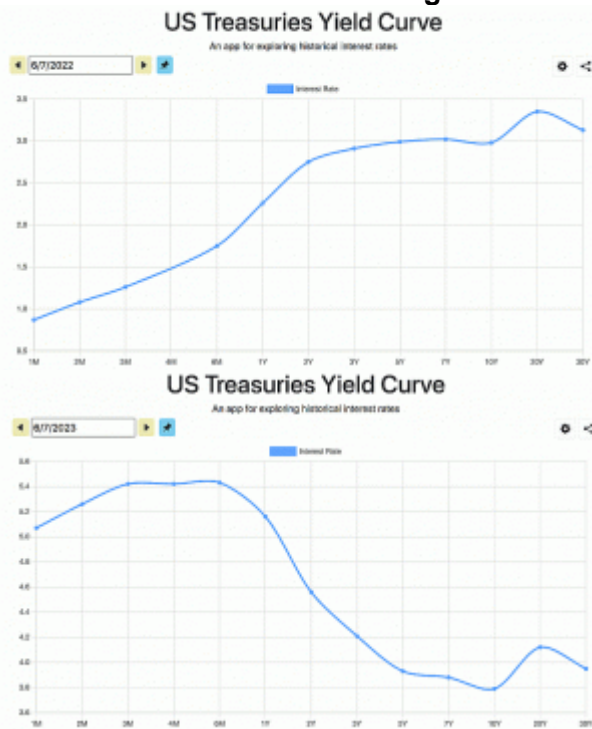 US Treasuries Yield Curve
An app for exploring historical interest rates
6/7/2022
Interest Rate
3.5
3.0
2.5
2.0
1.5
1.0
0.5
1M 2M 3M 4M 6M 1Y 2Y 3Y 5Y 7Y 10Y 20Y 30Y
US Treasuries Yield Curve
An app for exploring historical interest rates
6/7/2023
Interest Rate
5.6
5.4
5.2
5.0
4.8
4.6
4.4
4.2
4.0
3.8
3.6
1M 2M 3M 4M 6M 1Y 2Y 3Y 5Y 7Y 10Y 20Y 30Y